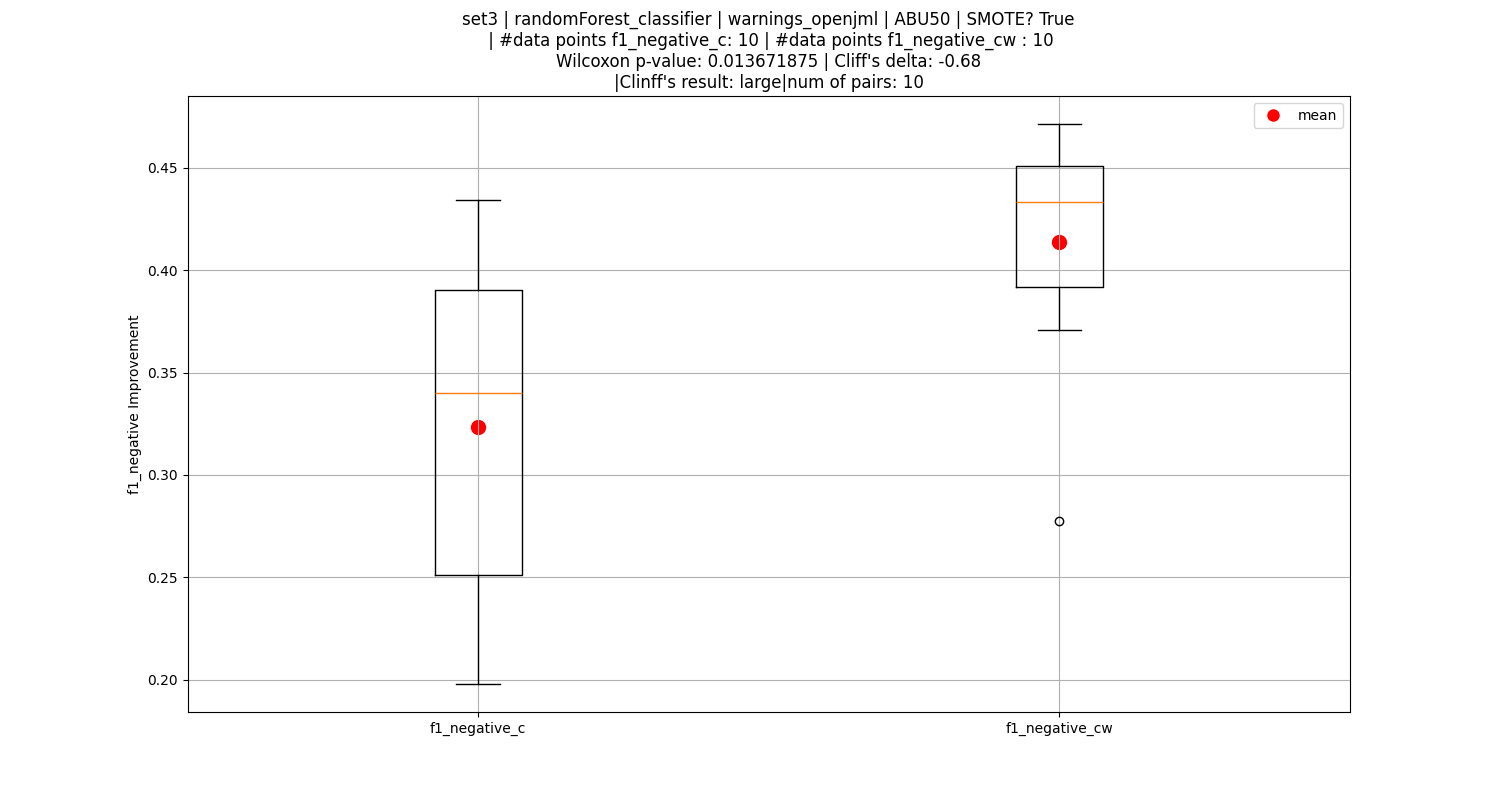 set3 | randomForest_classifier | warnings_openjml | ABU50 | SMOTE? True
| #data points f1_negative_c: 10 | #data points f1_negative_cw : 10
Wilcoxon p-value: 0.013671875 | Cliff's delta: -0.68
|Clinff's result: large|num of pairs: 10
mean
0.45
0.40
0.35
0.30
0.25
0.20
f1_negative Improvement
f1_negative_c
f1_negative_cw